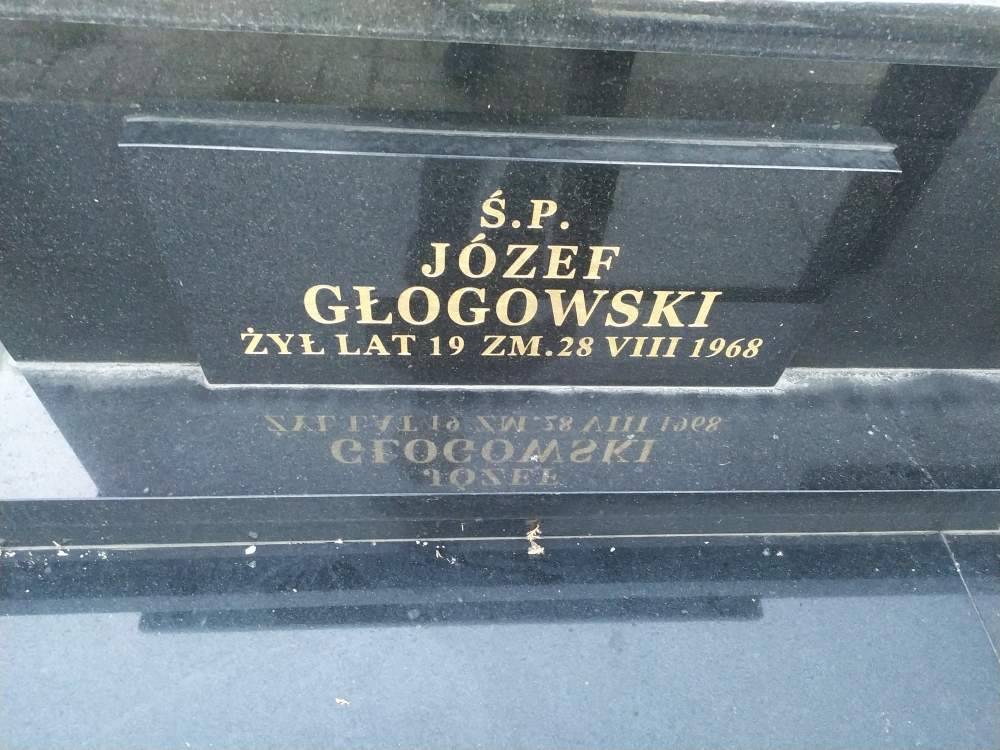 Ś.P.
JÓZEF
GŁOGOWSKI
ŻYŁ LAT 19 ZM. 28 VIII 1968